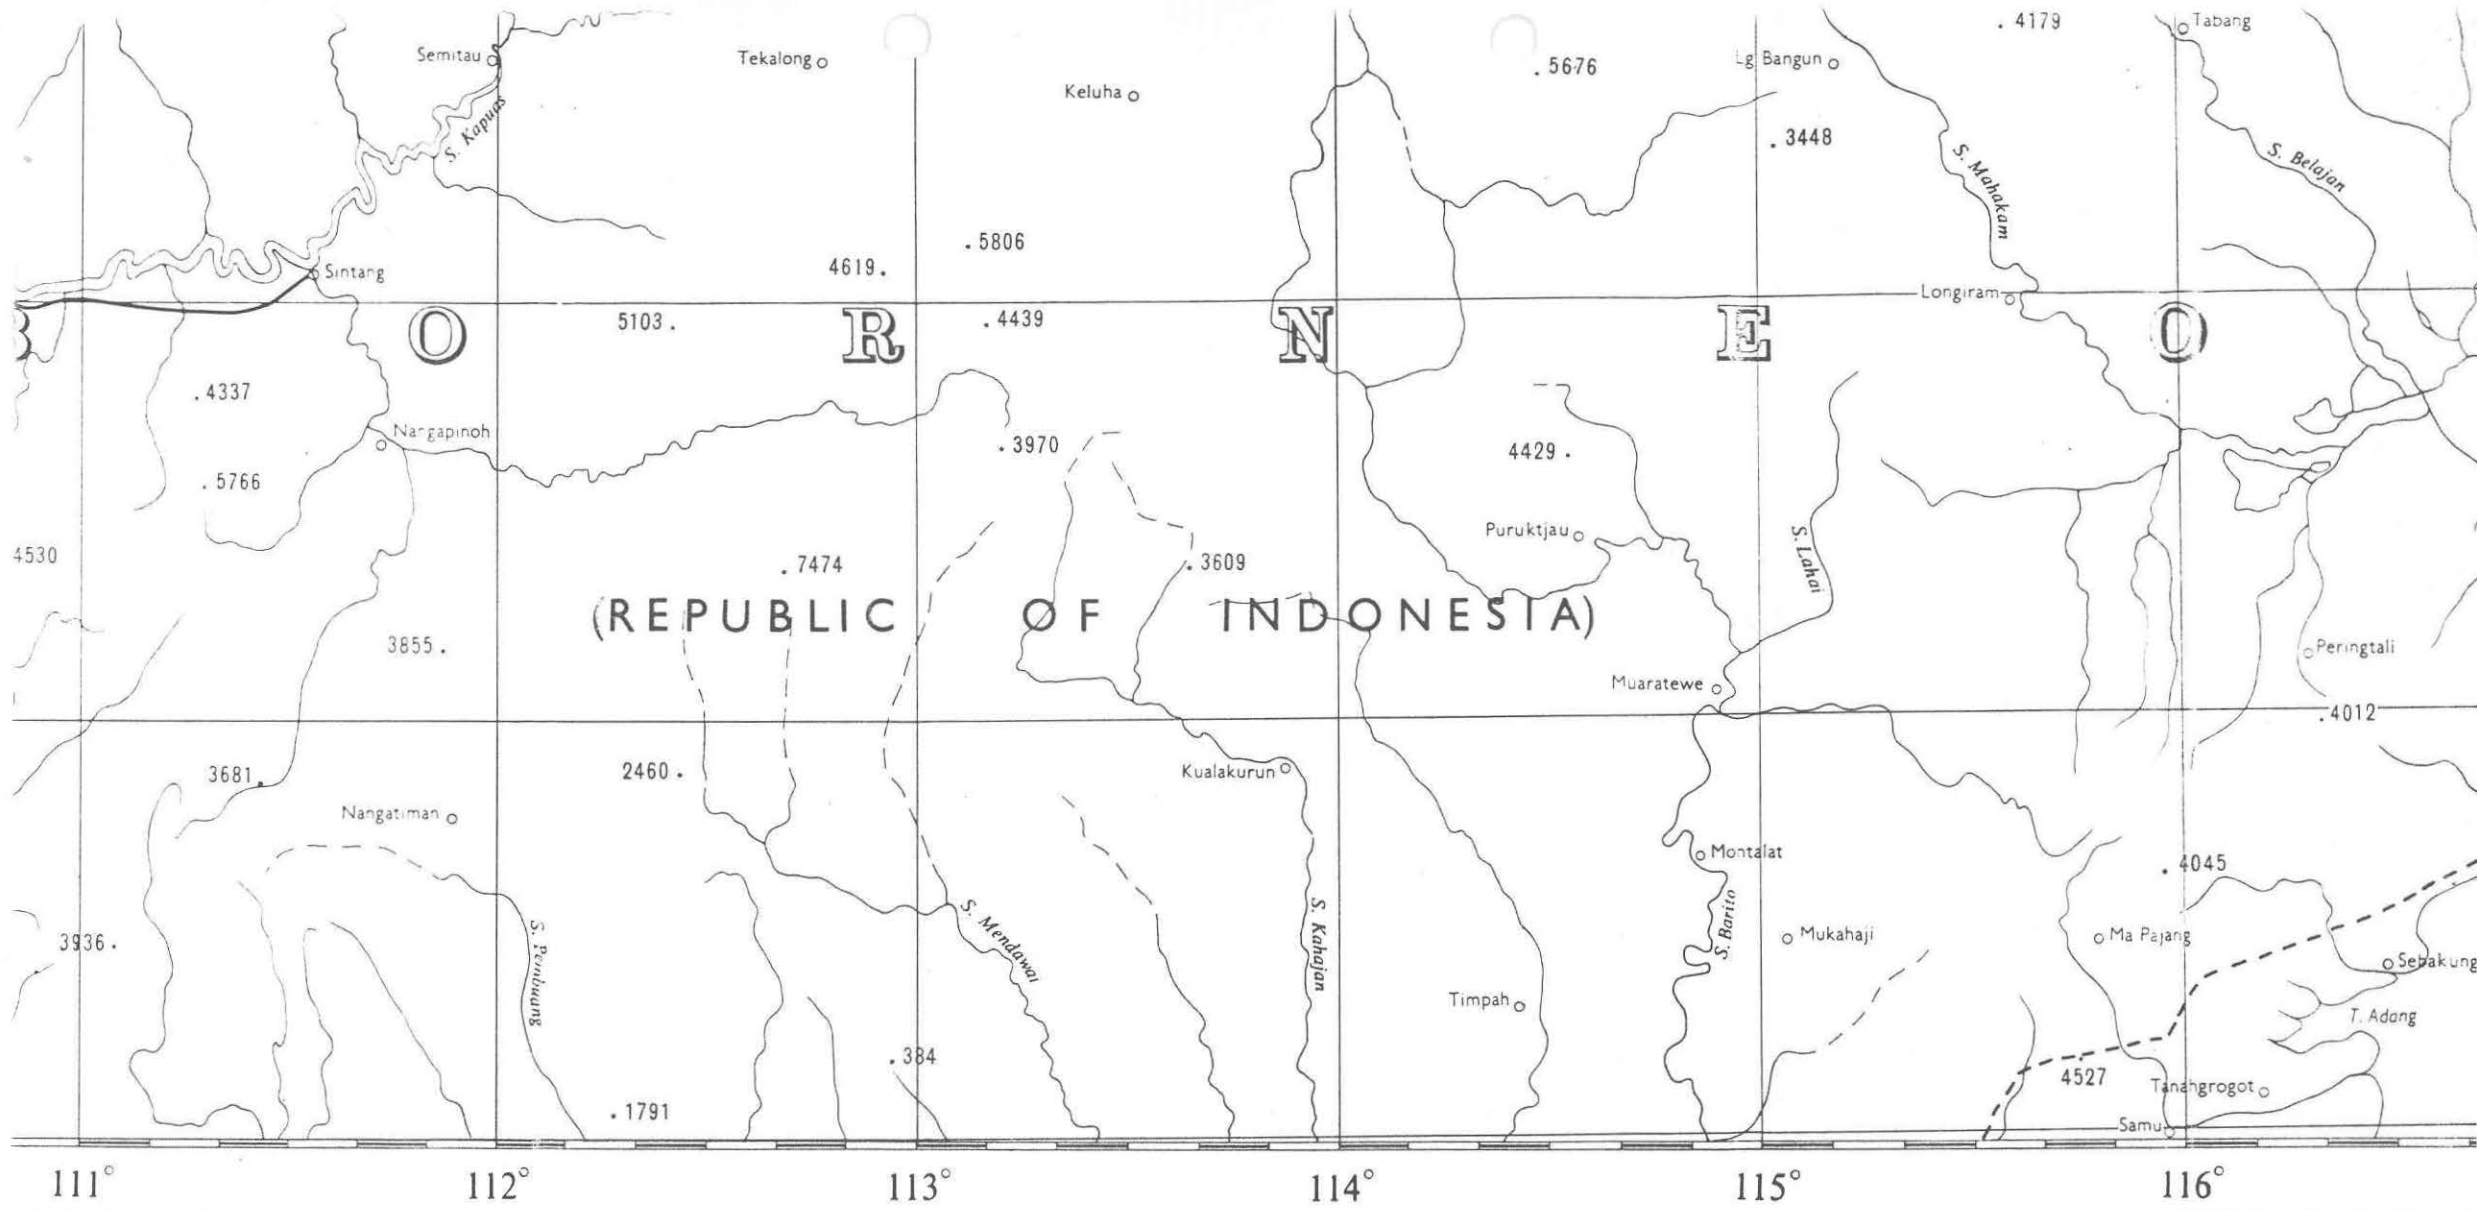 Semitau
Tekalong
Keluha
.5676
Lg Bangun
.4179
Tabang
S. Kapuas
.3448
S. Mahakam
S. Belajan
Sintang
4619.
.5806
Longiram
5103.
.4439
B O R N E O
.4337
Nangapinoh
.3970
4429.
.5766
Puruktjau
S. Lahai
4530
.7474
.3609
(REPUBLIC OF INDONESIA)
3855.
Peringtali
Muaratewe
.4012
3681.
2460.
Kualakurun
Nangatiman
Montalat
.4045
3936.
S. Pembuang
S. Mendawai
S. Kahajan
S. Barito
Mukahaji
Ma Pajang
Sebakung
Timpah
T. Adang
.384
4527
Tanahgrogot
.1791
Samu
111°
112°
113°
114°
115°
116°